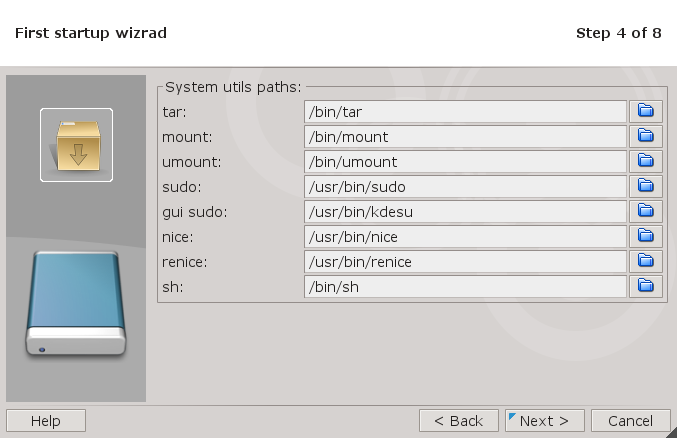 First startup wizrad
Step 4 of 8
System utils paths:
tar: /bin/tar
mount: /bin/mount
umount: /bin/umount
sudo: /usr/bin/sudo
gui sudo: /usr/bin/kdesu
nice: /usr/bin/nice
renice: /usr/bin/renice
sh: /bin/sh
Help
< Back
Next >
Cancel